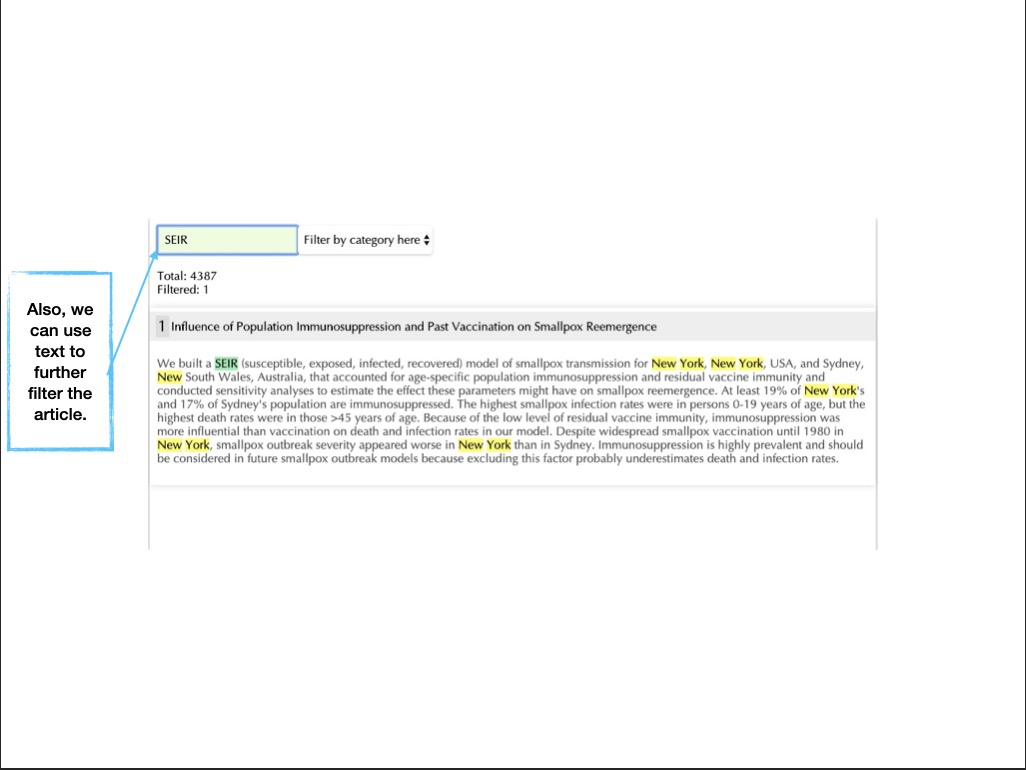 SEIR
Filter by category here
Total: 4387
Filtered: 1
Also, we
can use
text to
further
filter the
article.
1 Influence of Population Immunosuppression and Past Vaccination on Smallpox Reemergence
We built a SEIR (susceptible, exposed, infected, recovered) model of smallpox transmission for New York, New York, USA, and Sydney,
New South Wales, Australia, that accounted for age-specific population immunosuppression and residual vaccine immunity and
conducted sensitivity analyses to estimate the effect these parameters might have on smallpox reemergence. At least 19% of New York's
and 17% of Sydney's population are immunosuppressed. The highest smallpox infection rates were in persons 0-19 years of age, but the
highest death rates were in those >45 years of age. Because of the low level of residual vaccine immunity, immunosuppression was
more influential than vaccination on death and infection rates in our model. Despite widespread smallpox vaccination until 1980 in
New York, smallpox outbreak severity appeared worse in New York than in Sydney. Immunosuppression is highly prevalent and should
be considered in future smallpox outbreak models because excluding this factor probably underestimates death and infection rates.